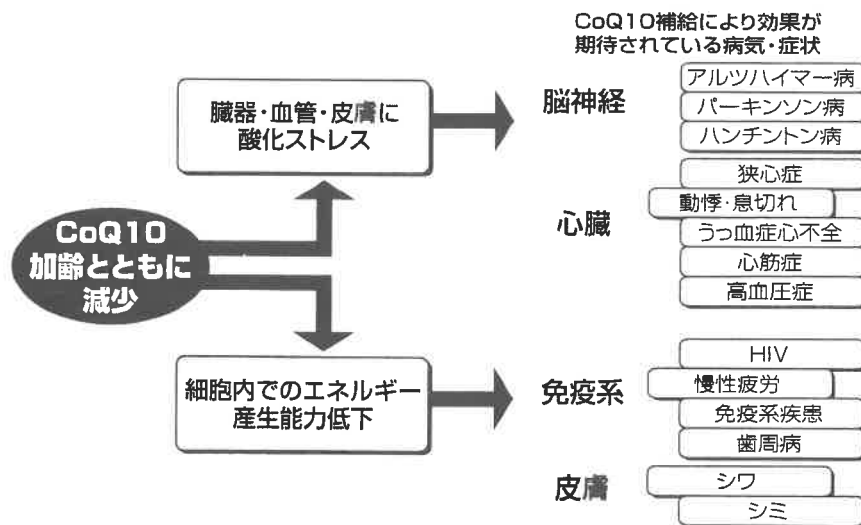 CoQ10補給により効果が
期待されている病気・症状
CoQ10
加齢とともに
減少
臓器・血管・皮膚に
酸化ストレス
細胞内でのエネルギー
産生能力低下
脳神経
アルツハイマー病
パーキンソン病
ハンチントン病
心臓
狭心症
動悸・息切れ
うっ血症心不全
心筋症
高血圧症
免疫系
HIV
慢性疲労
免疫系疾患
歯周病
皮膚
シワ
シミ